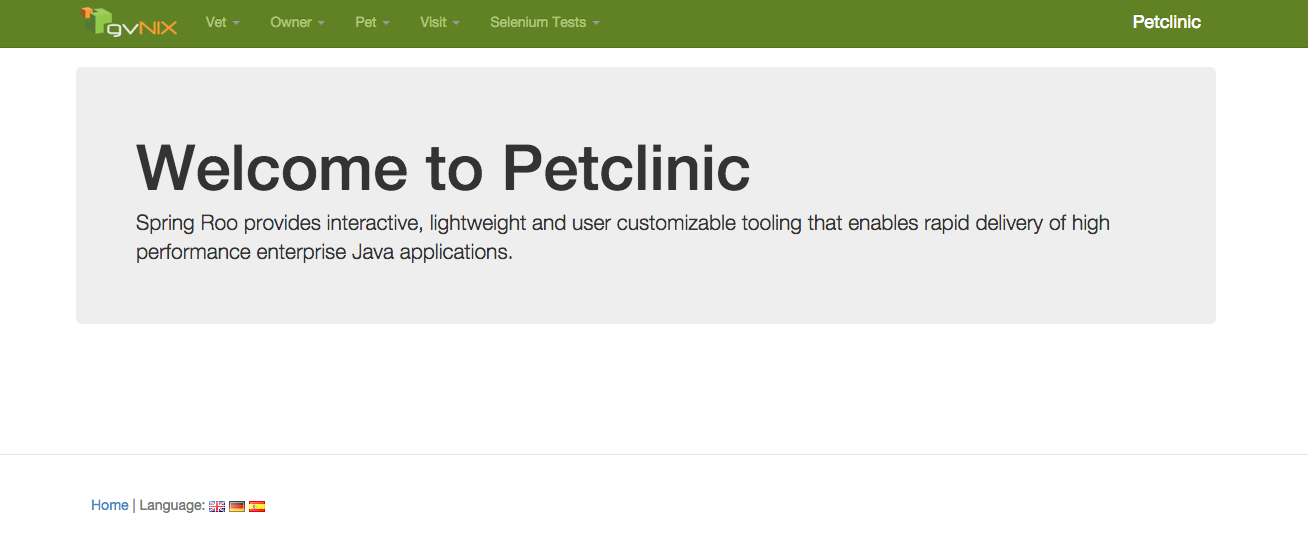 gvNIX Vet Owner Pet Visit Selenium Tests Petclinic
Welcome to Petclinic
Spring Roo provides interactive, lightweight and user customizable tooling that enables rapid delivery of high
performance enterprise Java applications.
Home | Language: